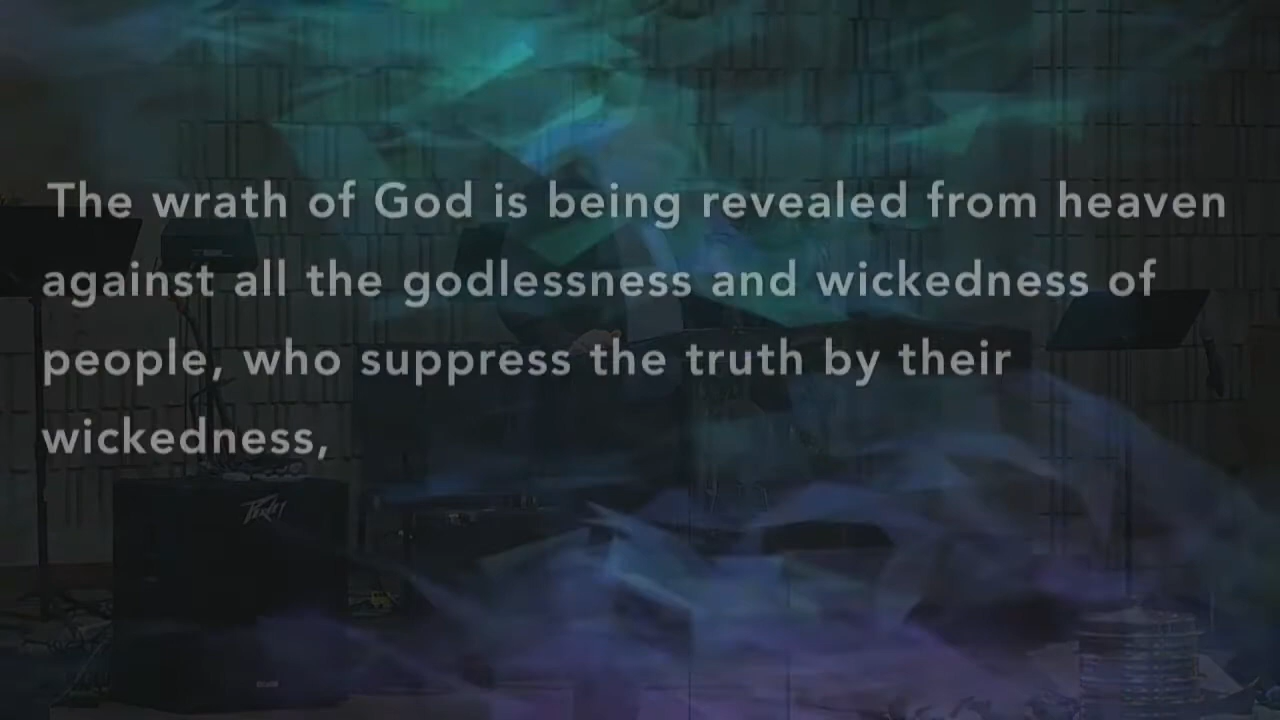 The wrath of God is being revealed from heaven
against all the godlessness and wickedness of
people, who suppress the truth by their
wickedness,
PEAVEY